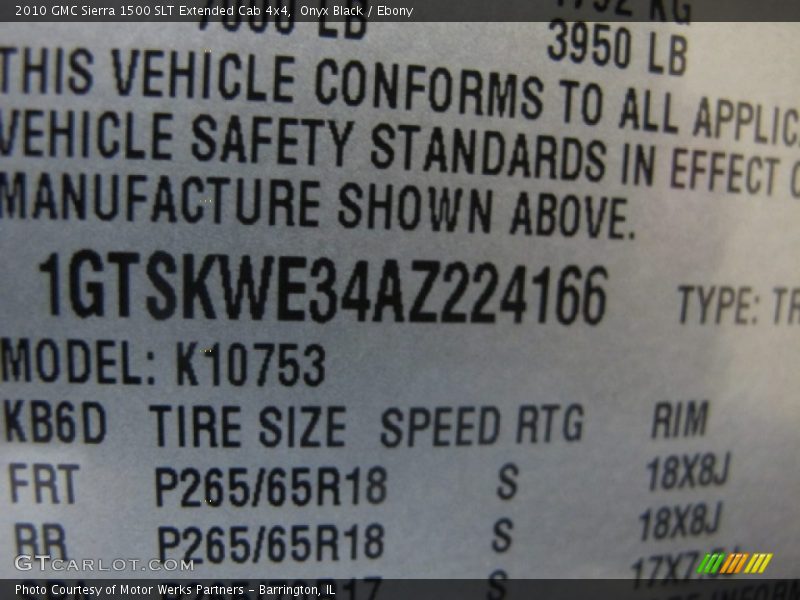 2010 GMC Sierra 1500 SLT Extended Cab 4x4, Onyx Black / Ebony
LB
KG
3950 LB
THIS VEHICLE CONFORMS TO ALL
VEHICLE SAFETY STANDARDS IN EFFECT
MANUFACTURE SHOWN ABOVE.
1GTSKWE34AZ224166 TYPE:
MODEL: K10753
KB6D TIRE SIZE SPEED RTG RIM
FRT P265/65R18 S 18X8J
RR P265/65R18 S 18X8J
S
GTCARLOT.COM
Photo Courtesy of Motor Werks Partners - Barrington, IL